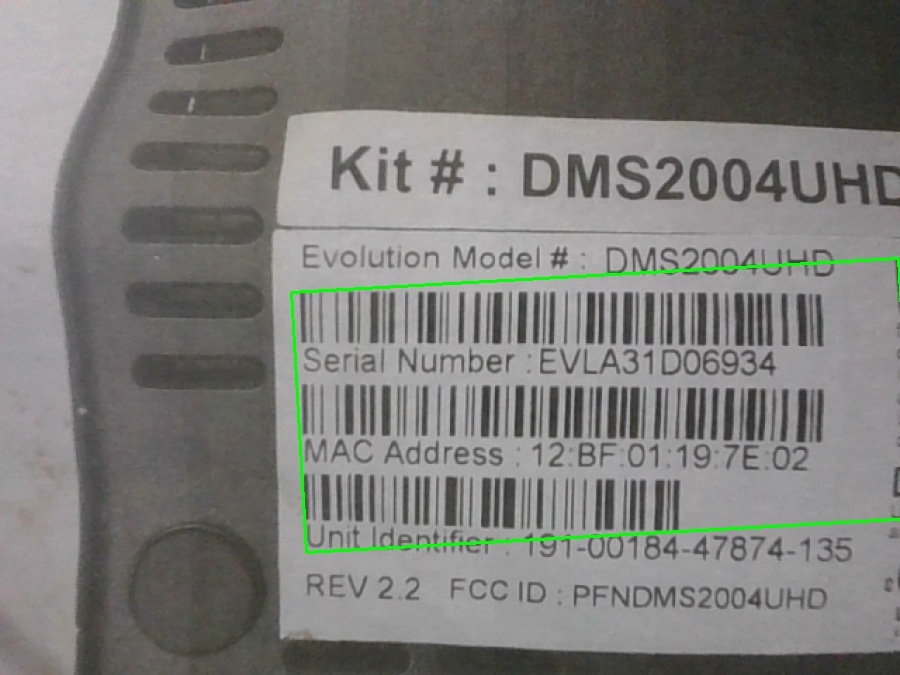 Kit # : DMS2004UHD
Evolution Model # : DMS2004UHD
Serial Number : EVLA31D06934
MAC Address : 12:BF:01:19:7E:02
Unit Identifier : 191-00184-47874-135
REV 2.2 FCC ID : PFNDMS2004UHD